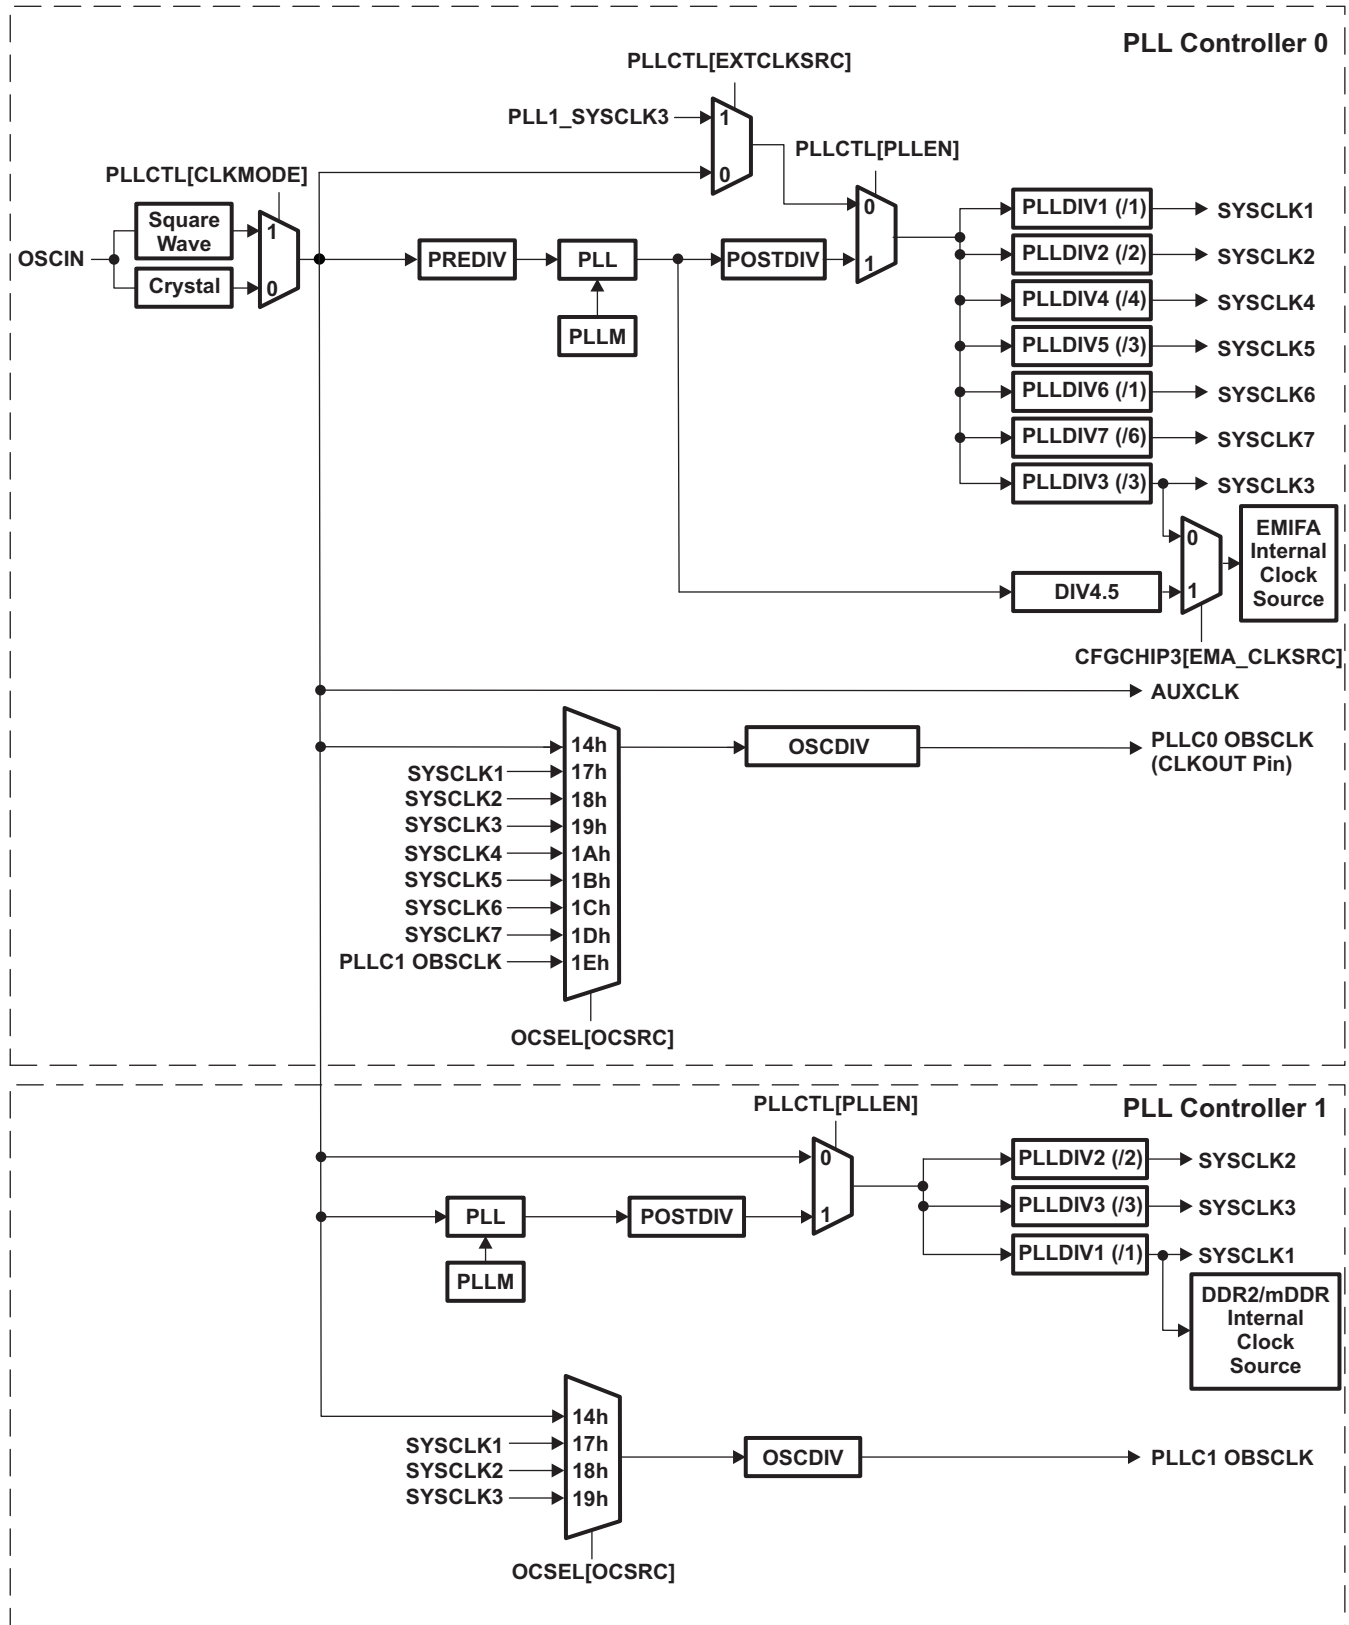 PLL Controller 0
PLLCTL[EXTCLKSRC]
PLL1_SYSCLK3
1
0
PLLCTL[PLLEN]
0
1
PLLCTL[CLKMODE]
OSCIN
Square
Wave
Crystal
1
0
PREDIV
PLL
PLLM
POSTDIV
PLLDIV1 (/1)
SYSCLK1
PLLDIV2 (/2)
SYSCLK2
PLLDIV4 (/4)
SYSCLK4
PLLDIV5 (/3)
SYSCLK5
PLLDIV6 (/1)
SYSCLK6
PLLDIV7 (/6)
SYSCLK7
PLLDIV3 (/3)
SYSCLK3
0
1
EMIFA
Internal
Clock
Source
DIV4.5
CFGCHIP3[EMA_CLKSRC]
AUXCLK
14h
OSCDIV
PLLC0 OBSCLK
(CLKOUT Pin)
SYSCLK1 17h
SYSCLK2 18h
SYSCLK3 19h
SYSCLK4 1Ah
SYSCLK5 1Bh
SYSCLK6 1Ch
SYSCLK7 1Dh
PLLC1 OBSCLK 1Eh
OCSEL[OCSRC]
PLL Controller 1
PLLCTL[PLLEN]
0
1
PLL
PLLM
POSTDIV
PLLDIV2 (/2)
SYSCLK2
PLLDIV3 (/3)
SYSCLK3
PLLDIV1 (/1)
SYSCLK1
DDR2/mDDR
Internal
Clock
Source
14h
SYSCLK1 17h
SYSCLK2 18h
SYSCLK3 19h
OSCDIV
PLLC1 OBSCLK
OCSEL[OCSRC]